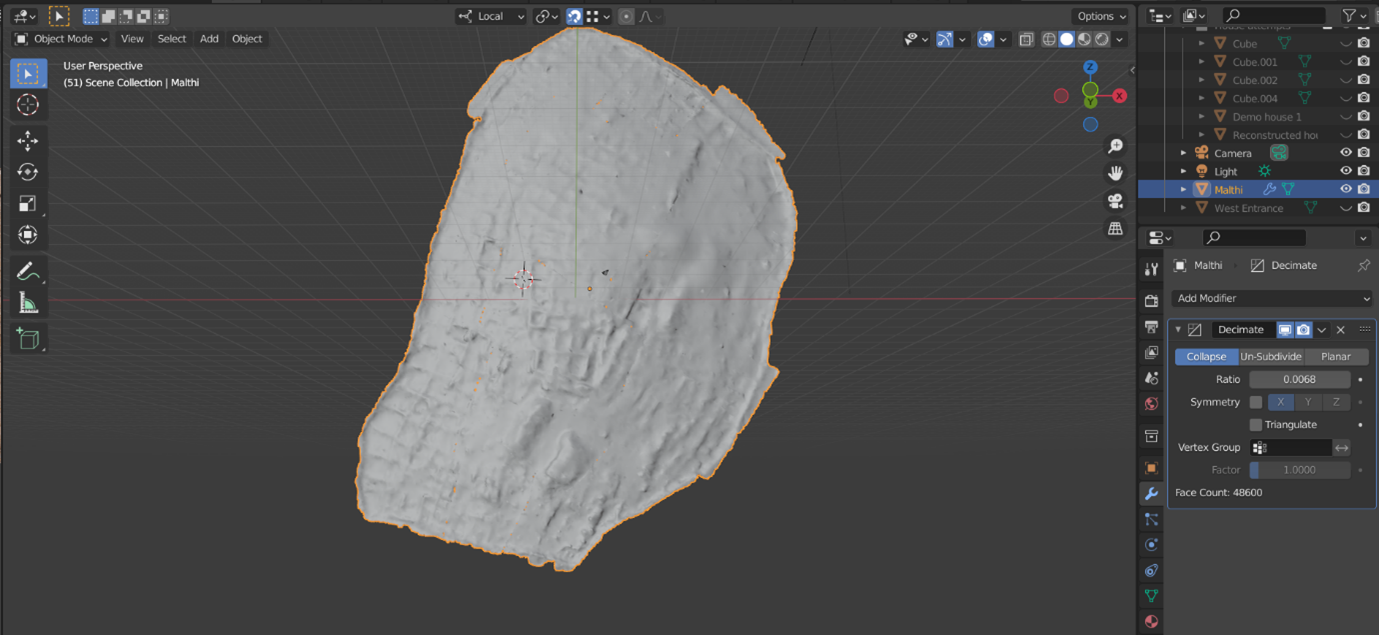 Local
Options
Object Mode
View
Select
Add
Object
User Perspective
(51) Scene Collection | Malthi
Z
X
Y
Cube
Cube.001
Cube.002
Cube.004
Demo house 1
Reconstructed hou
Camera
Light
Malthi
West Entrance
Malthi
Decimate
Add Modifier
Decimate
Collapse
Un-Subdivide
Planar
Ratio
0.0068
Symmetry
X
Y
Z
Triangulate
Vertex Group
Factor
1.0000
Face Count: 48600